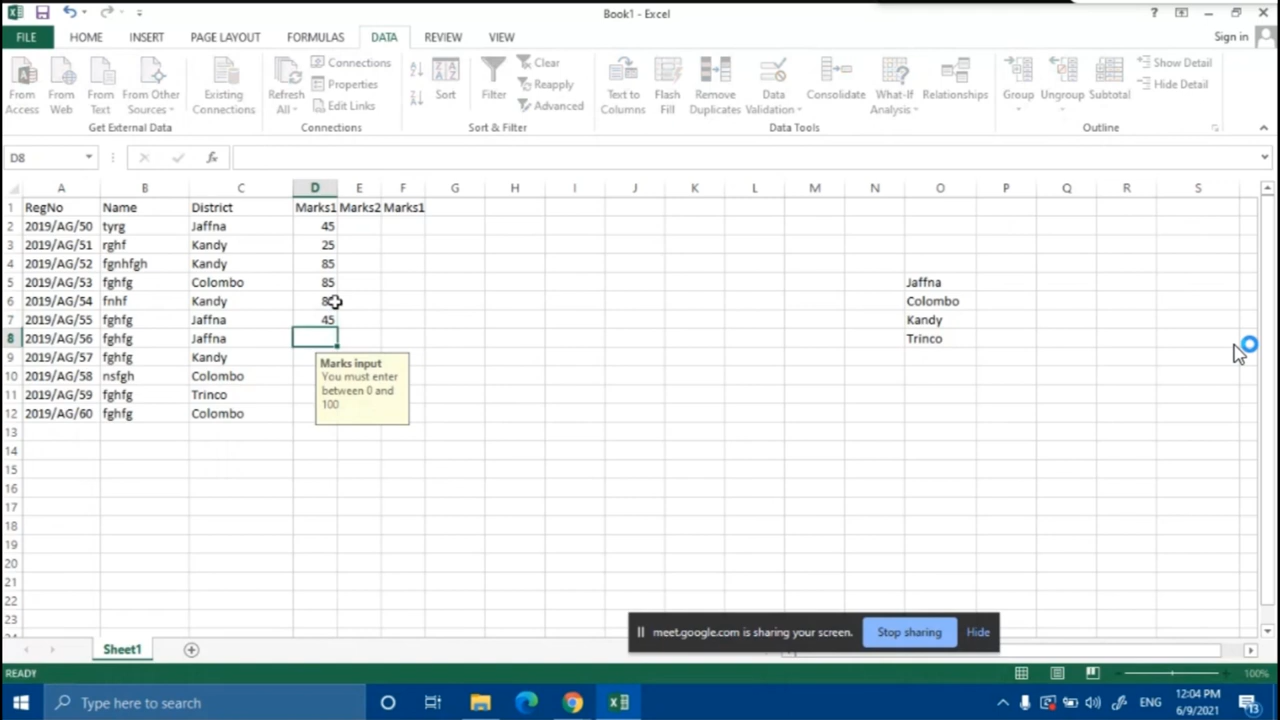 Book1 - Excel
?
FILE HOME INSERT PAGE LAYOUT FORMULAS DATA REVIEW VIEW Sign in
From Access
From Web
From Text
From Other Sources
Existing Connections
Refresh All
Connections
Properties
Edit Links
Sort
Filter
Clear
Reapply
Advanced
Text to Columns
Flash Fill
Remove Duplicates
Data Validation
Consolidate
What-If Analysis
Relationships
Group
Ungroup
Subtotal
Show Detail
Hide Detail
Get External Data Connections Sort & Filter Data Tools Outline
D8 fx
A B C D E F G H I J K L M N O P Q R S
1 RegNo Name District Marks1 Marks2 Marks1
2 2019/AG/50 tyrg Jaffna 45
3 2019/AG/51 rghf Kandy 25
4 2019/AG/52 fgnhfgh Kandy 85
5 2019/AG/53 fghfg Colombo 85 Jaffna
6 2019/AG/54 fnhf Kandy Colombo
7 2019/AG/55 fghfg Jaffna 45 Kandy
8 2019/AG/56 fghfg Jaffna Trinco
9 2019/AG/57 fghfg Kandy
10 2019/AG/58 nsfgh Colombo
11 2019/AG/59 fghfg Trinco
12 2019/AG/60 fghfg Colombo
Marks input
You must enter
between 0 and
100
13
14
15
16
17
18
19
20
21
22
23
meet.google.com is sharing your screen. Stop sharing Hide
Sheet1
READY 100%
Type here to search
ENG
12:04 PM
6/9/2021
13